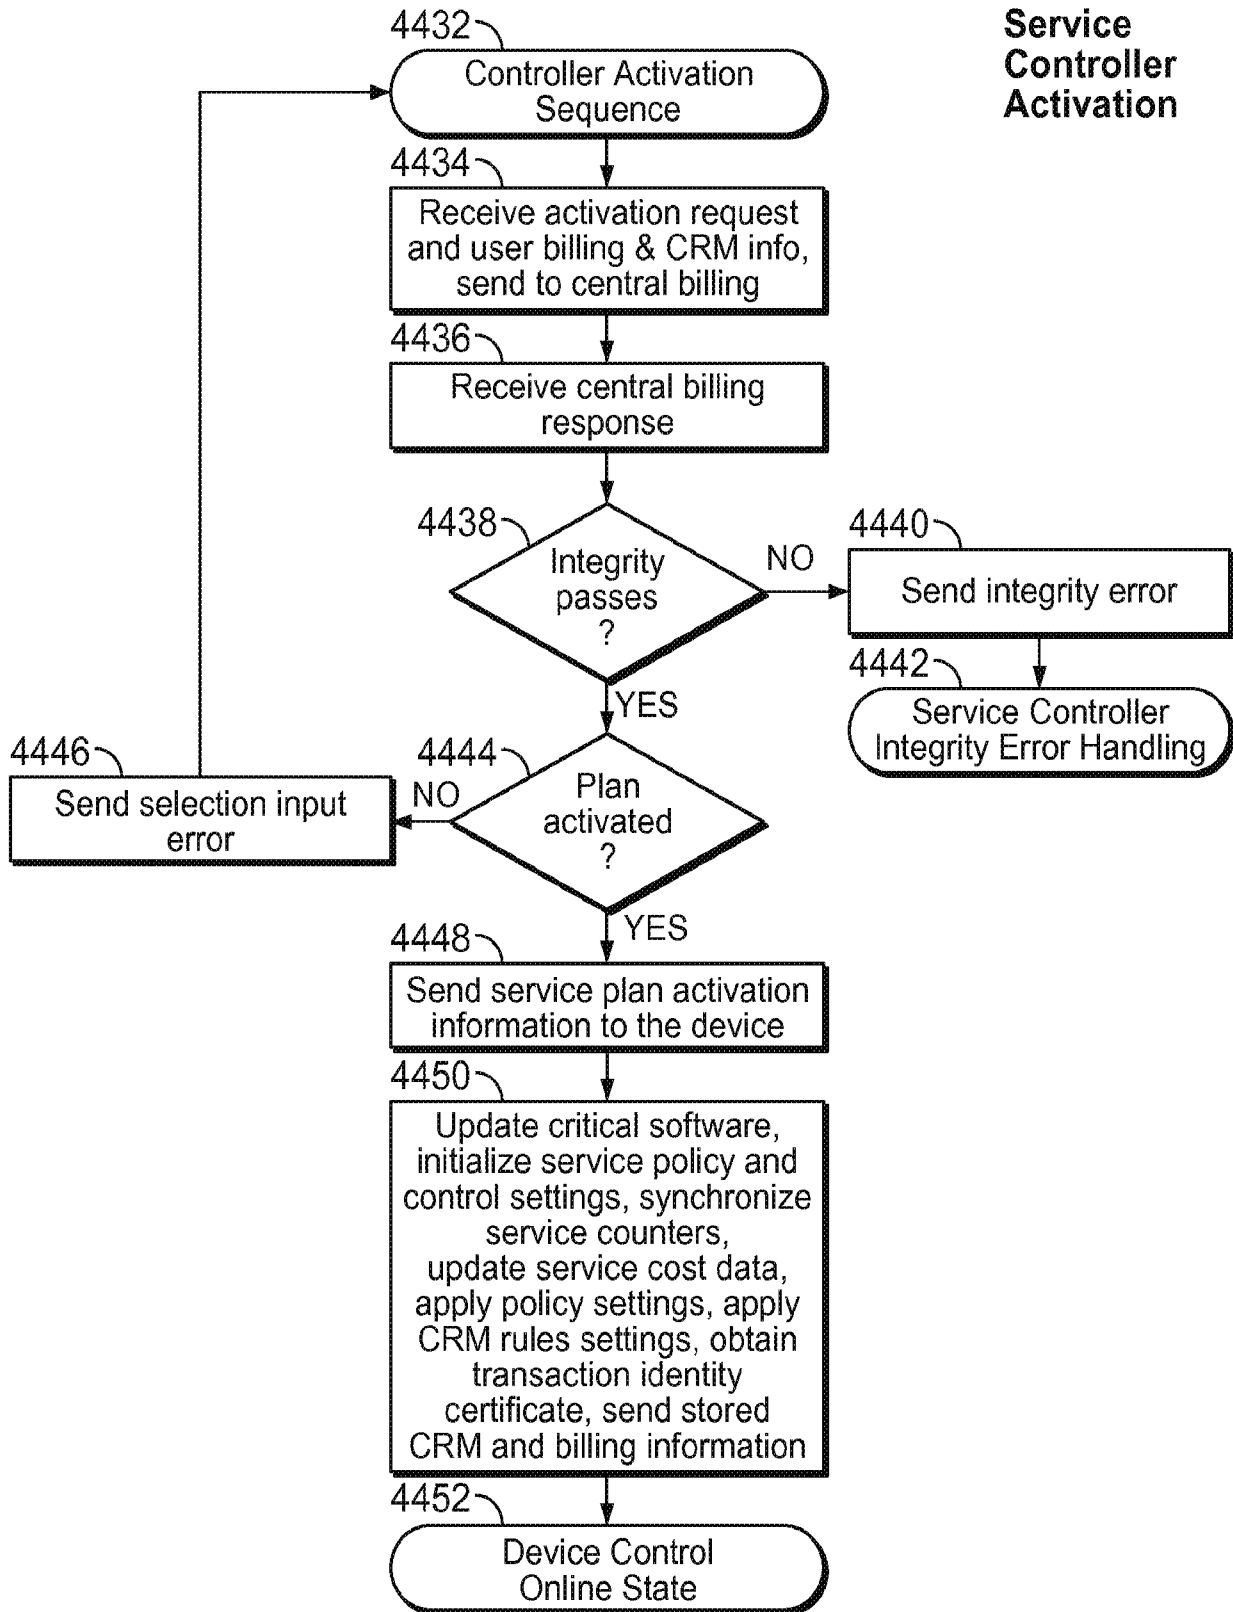 Service
Controller
Activation
4432
Controller Activation
Sequence
4434
Receive activation request
and user billing & CRM info,
send to central billing
4436
Receive central billing
response
4438
Integrity
passes
?
NO
4440
Send integrity error
4442
Service Controller
Integrity Error Handling
YES
4444
Plan
activated
?
NO
4446
Send selection input
error
YES
4448
Send service plan activation
information to the device
4450
Update critical software,
initialize service policy and
control settings, synchronize
service counters,
update service cost data,
apply policy settings, apply
CRM rules settings, obtain
transaction identity
certificate, send stored
CRM and billing information
4452
Device Control
Online State